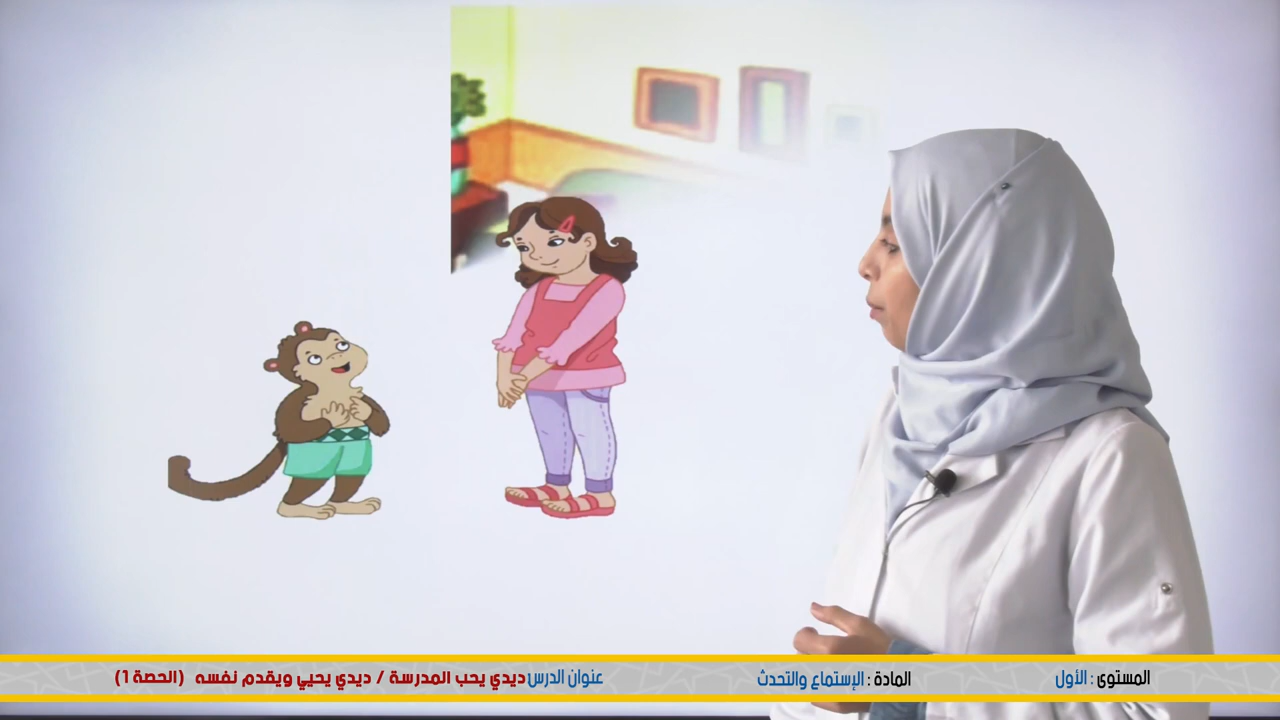 المستوى : الأول المادة : الإستماع والتحدث عنوان الدرس ديدي يحب المدرسة / ديدي يحيي ويقدم نفسه (الحصة 1)